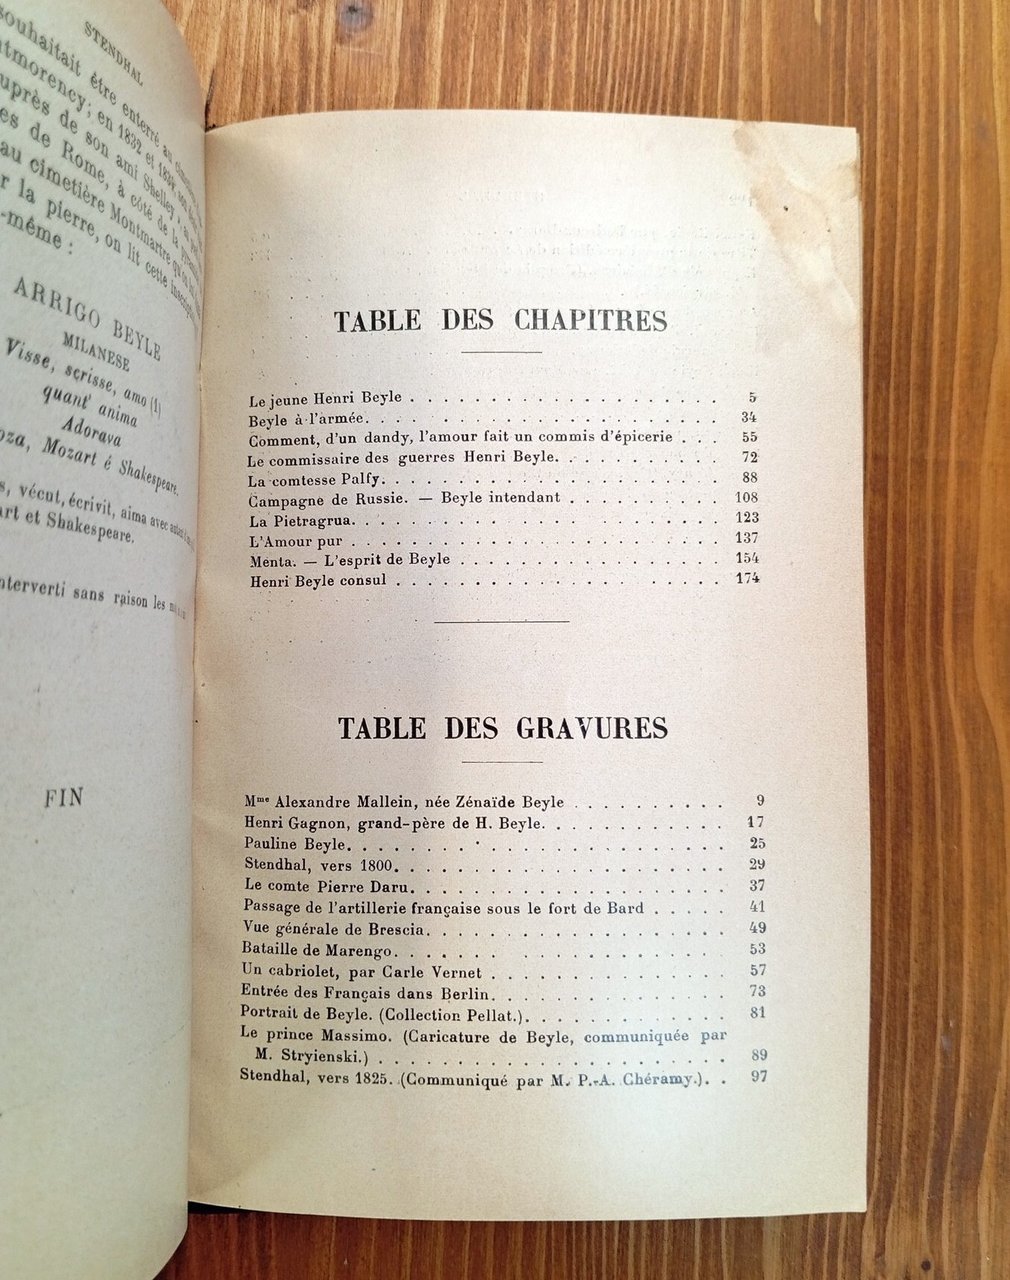 STENDHAL
souhaitait être enterré au
tmorency; en 1832 et
uprès de son ami Shelley,
es de Rome, à côté de la
au cimetière Montmartre qu'on
r la pierre, on lit cette
-même :
ARRIGO BEYLE
MILANESE
Visse, scrisse, amo (1)
quant' anima
Adorava
oza, Mozart é Shakespeare.
s, vécut, écrivit, aima avec
art et Shakespeare.
nterverti sans raison les
FIN
TABLE DES CHAPITRES
Le jeune Henri Beyle . . . . . . . . . . . . . . . . 5
Beyle à l'armée. . . . . . . . . . . . . . . . . . 34
Comment, d'un dandy, l'amour fait un commis d'épicerie . . . 55
Le commissaire des guerres Henri Beyle. . . . . . . . . 72
La comtesse Palfy. . . . . . . . . . . . . . . . . 88
Campagne de Russie. — Beyle intendant . . . . . . . . 108
La Pietragrua. . . . . . . . . . . . . . . . . . . 123
L'Amour pur . . . . . . . . . . . . . . . . . . . 137
Menta. — L'esprit de Beyle . . . . . . . . . . . . . 154
Henri Beyle consul . . . . . . . . . . . . . . . . 174
TABLE DES GRAVURES
Mme Alexandre Mallein, née Zénaïde Beyle . . . . . . . . 9
Henri Gagnon, grand-père de H. Beyle. . . . . . . . . . 17
Pauline Beyle. . . . . . . . . . . . . . . . . . . 25
Stendhal, vers 1800. . . . . . . . . . . . . . . . . 29
Le comte Pierre Daru. . . . . . . . . . . . . . . . 37
Passage de l'artillerie française sous le fort de Bard . . . . . 41
Vue générale de Brescia. . . . . . . . . . . . . . . 49
Bataille de Marengo. . . . . . . . . . . . . . . . . 53
Un cabriolet, par Carle Vernet . . . . . . . . . . . . 57
Entrée des Français dans Berlin. . . . . . . . . . . . 73
Portrait de Beyle. (Collection Pellat.). . . . . . . . . . . 81
Le prince Massimo. (Caricature de Beyle, communiquée par
M. Stryienski.) . . . . . . . . . . . . . . . . . . 89
Stendhal, vers 1825. (Communiqué par M. P.-A. Chéramy.). . 97